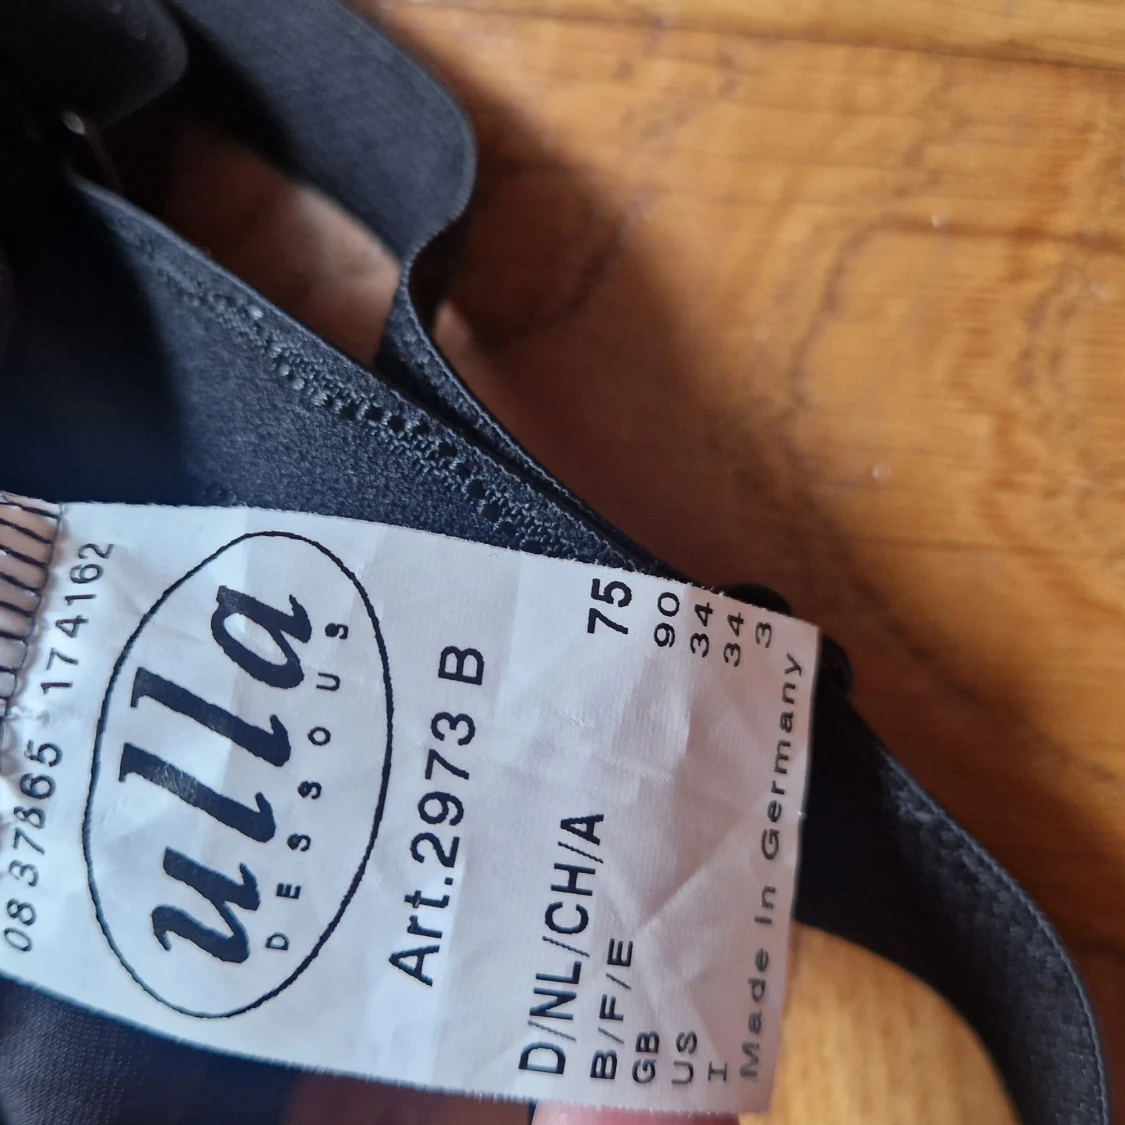 08 37865 174162
ulla
DESSOUS
Art.2973 B
D/NL/CH/A 75
B/F/E 90
GB 34
US 34
I 3
Made in Germany